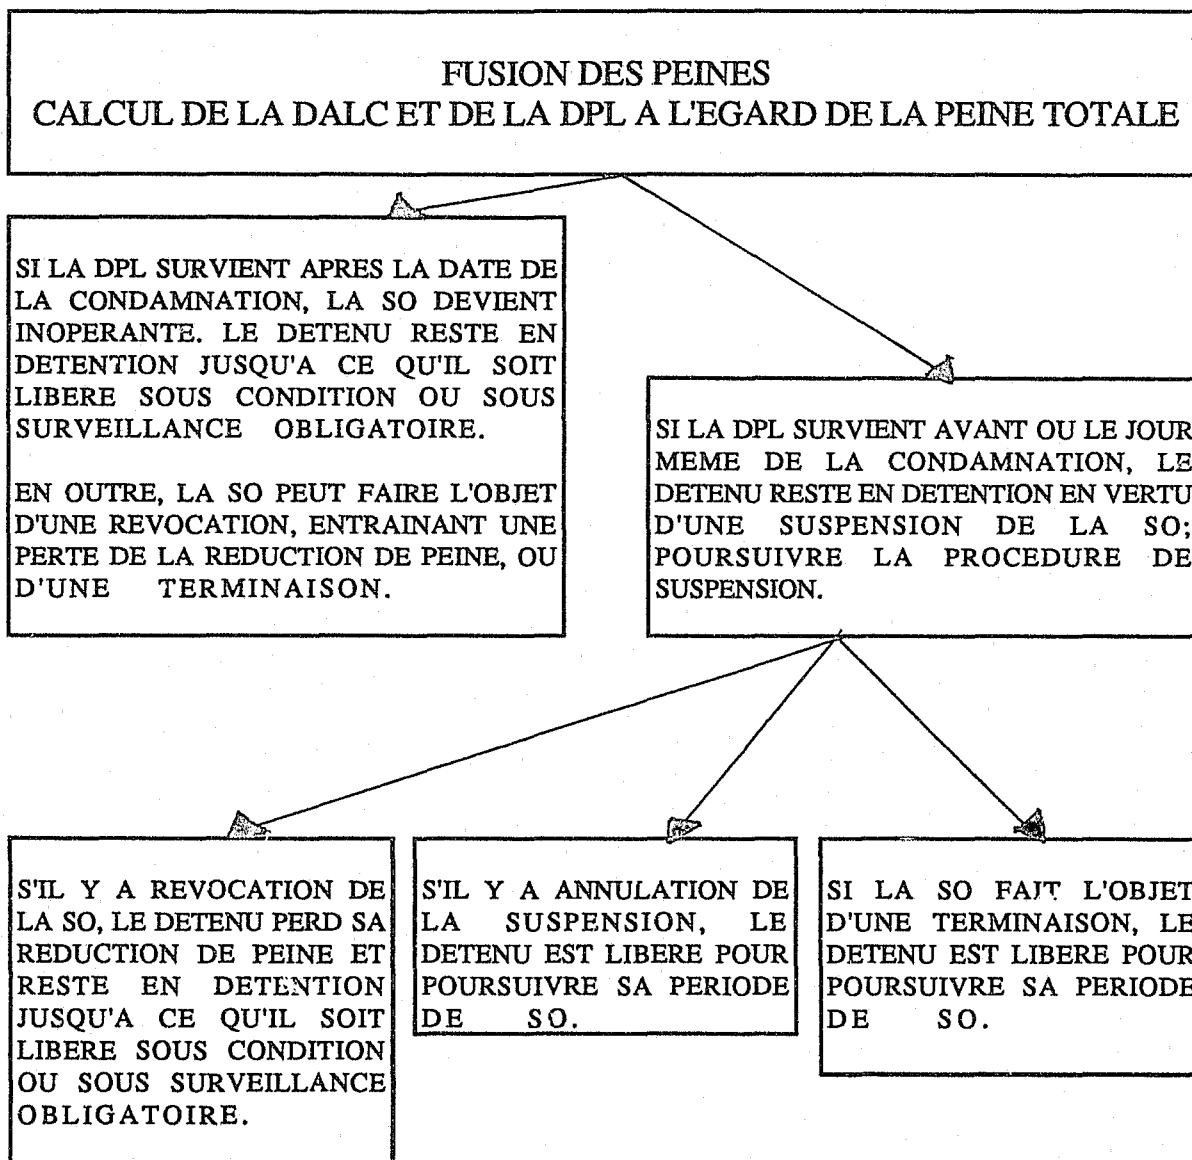 FUSION DES PEINES
CALCUL DE LA DALC ET DE LA DPL A L'EGARD DE LA PEINE TOTALE
SI LA DPL SURVIENT APRES LA DATE DE
LA CONDAMNATION, LA SO DEVIENT
INOPERANTE. LE DETENU RESTE EN
DETENTION JUSQU'A CE QU'IL SOIT
LIBERE SOUS CONDITION OU SOUS
SURVEILLANCE OBLIGATOIRE.
EN OUTRE, LA SO PEUT FAIRE L'OBJET
D'UNE REVOCATION, ENTRAINANT UNE
PERTE DE LA REDUCTION DE PEINE, OU
D'UNE TERMINAISON.
SI LA DPL SURVIENT AVANT OU LE JOUR
MEME DE LA CONDAMNATION, LE
DETENU RESTE EN DETENTION EN VERTU
D'UNE SUSPENSION DE LA SO;
POURSUIVRE LA PROCEDURE DE
SUSPENSION.
S'IL Y A REVOCATION DE
LA SO, LE DETENU PERD SA
REDUCTION DE PEINE ET
RESTE EN DETENTION
JUSQU'A CE QU'IL SOIT
LIBERE SOUS CONDITION
OU SOUS SURVEILLANCE
OBLIGATOIRE.
S'IL Y A ANNULATION DE
LA SUSPENSION, LE
DETENU EST LIBERE POUR
POURSUIVRE SA PERIODE
DE SO.
SI LA SO FAIT L'OBJET
D'UNE TERMINAISON, LE
DETENU EST LIBERE POUR
POURSUIVRE SA PERIODE
DE SO.